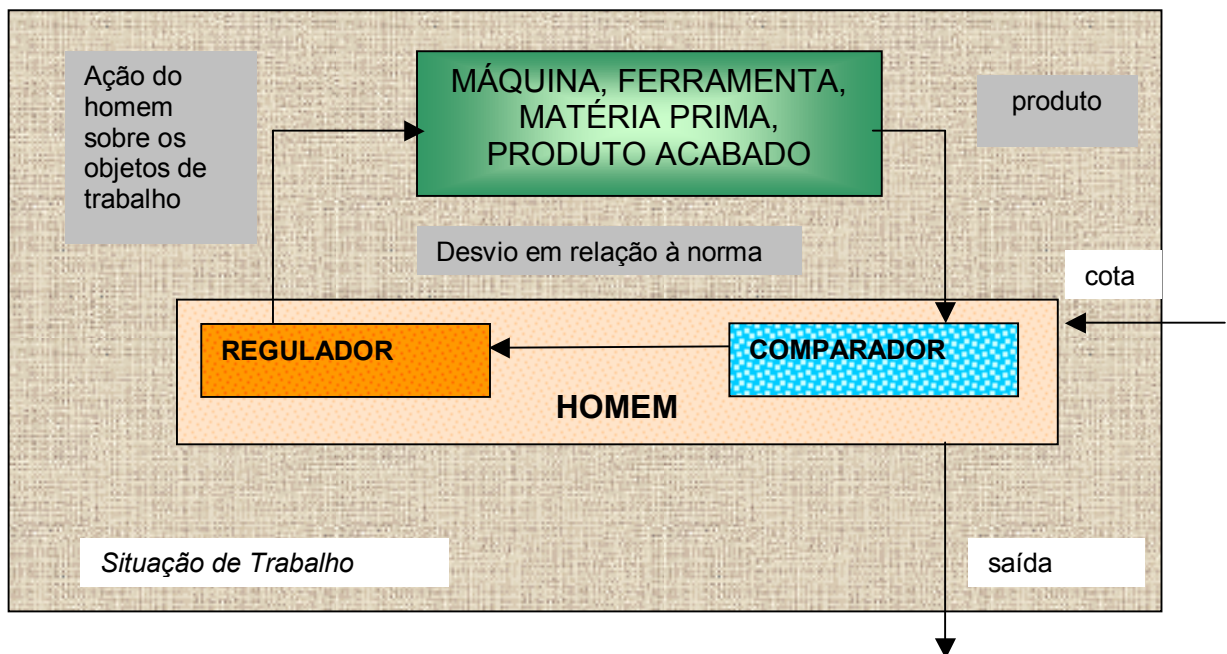 Ação do
homem
sobre os
objetos de
trabalho
MÁQUINA, FERRAMENTA,
MATÉRIA PRIMA,
PRODUTO ACABADO
produto
Desvio em relação à norma
cota
REGULADOR
COMPARADOR
HOMEM
Situação de Trabalho
saída